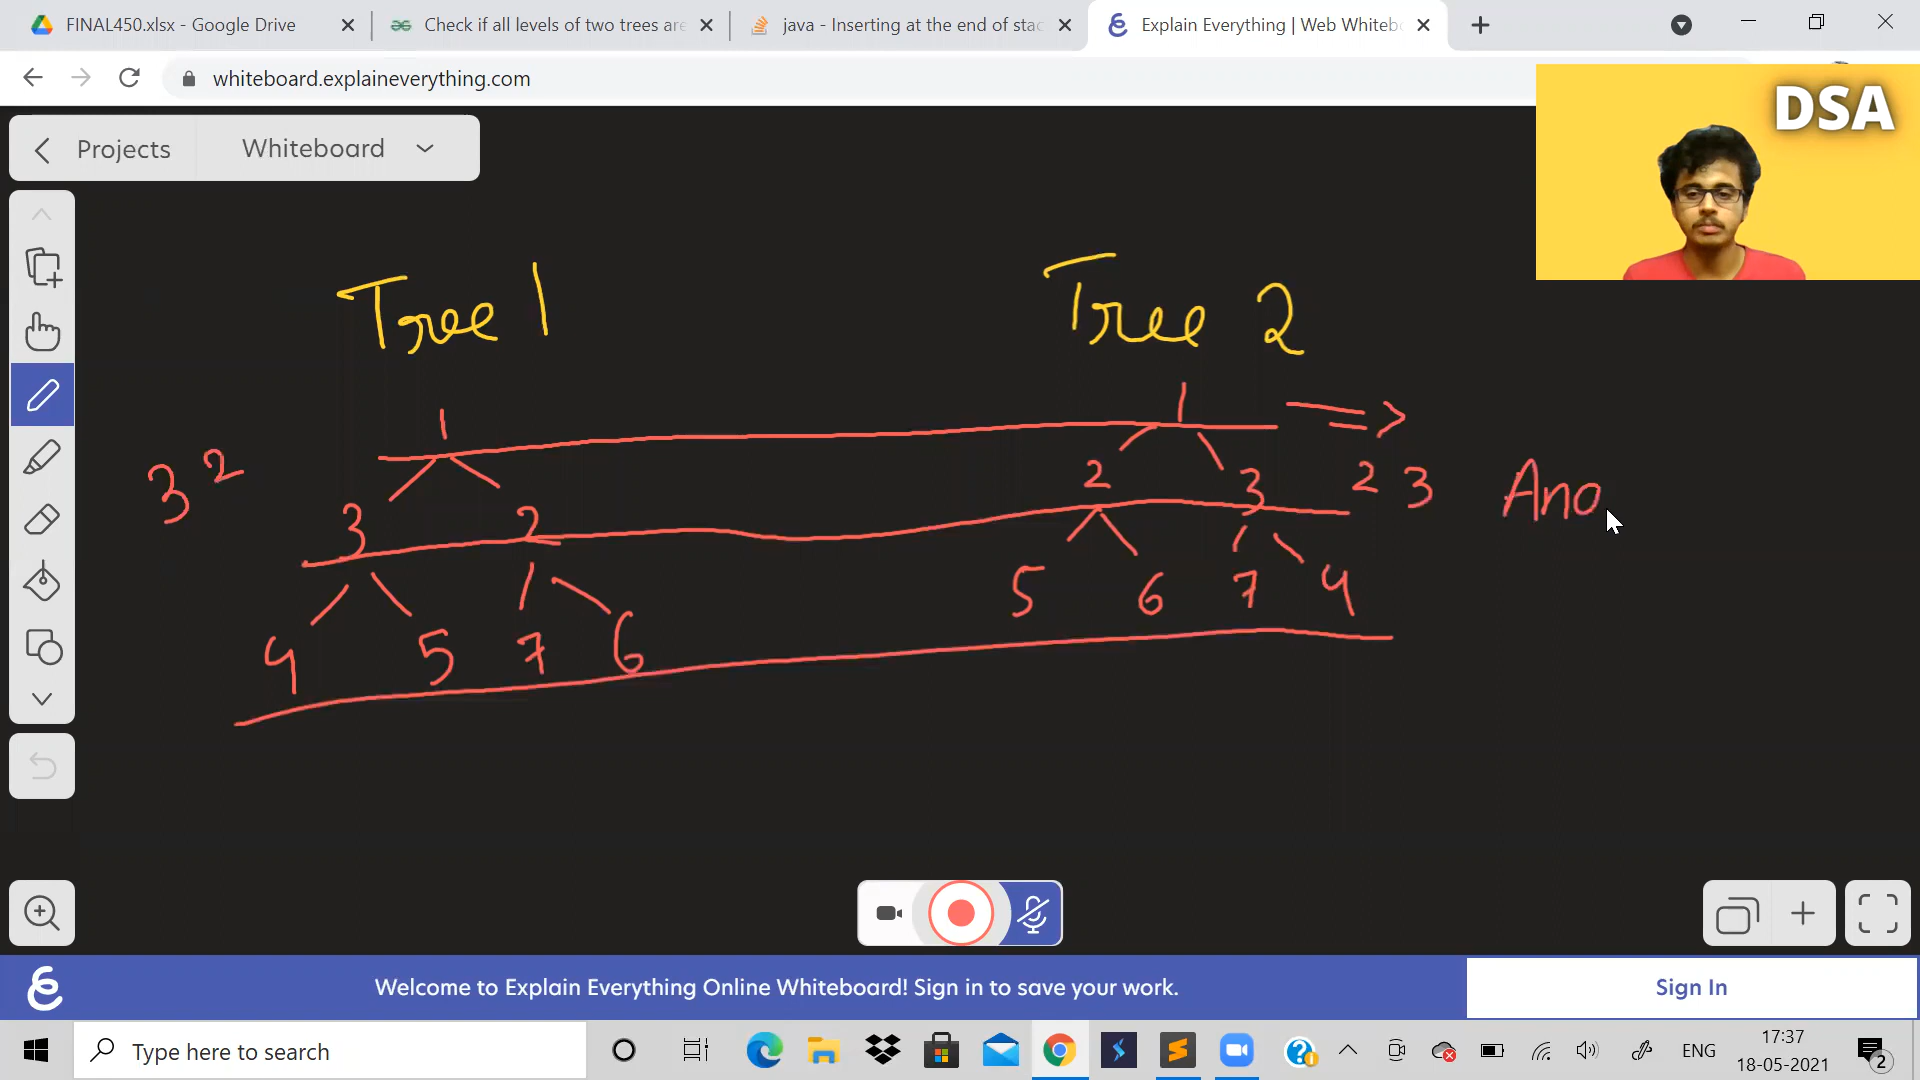 FINAL450.xlsx - Google Drive
Check if all levels of two trees are
java - Inserting at the end of stac
Explain Everything | Web Whitebo
whiteboard.explaineverything.com
DSA
Projects
Whiteboard
Tree 1
Tree 2
1
1
3 2
3
2
2
3
2 3
Ano
4
5
7
6
5
6
7
4
Welcome to Explain Everything Online Whiteboard! Sign in to save your work.
Sign In
Type here to search
ENG
17:37
18-05-2021
2